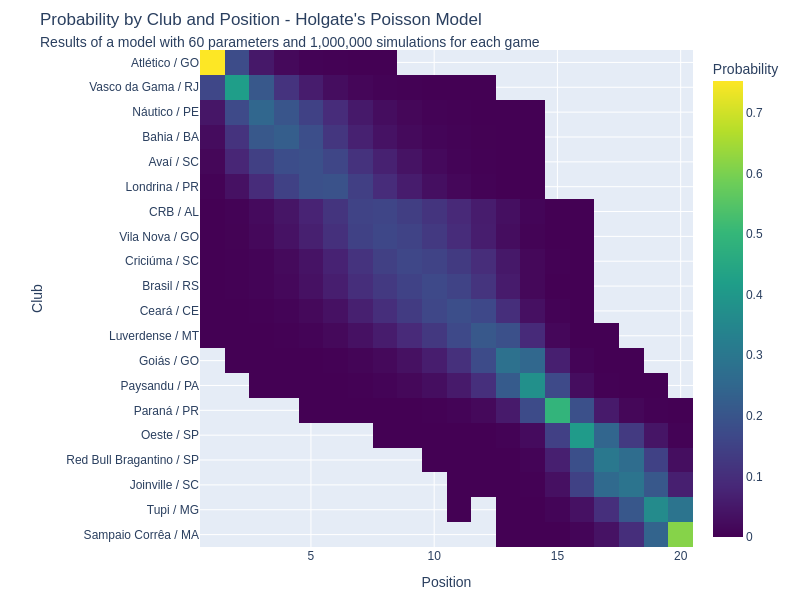 Probability by Club and Position - Holgate's Poisson Model
Results of a model with 60 parameters and 1,000,000 simulations for each game
Probability
Atlético / GO
Vasco da Gama / RJ
Náutico / PE
Bahia / BA
Avaí / SC
Londrina / PR
CRB / AL
Vila Nova / GO
Criciúma / SC
Brasil / RS
Ceará / CE
Luverdense / MT
Goiás / GO
Paysandu / PA
Paraná / PR
Oeste / SP
Red Bull Bragantino / SP
Joinville / SC
Tupi / MG
Sampaio Corrêa / MA
Club
5
10
15
20
Position
0.7
0.6
0.5
0.4
0.3
0.2
0.1
0